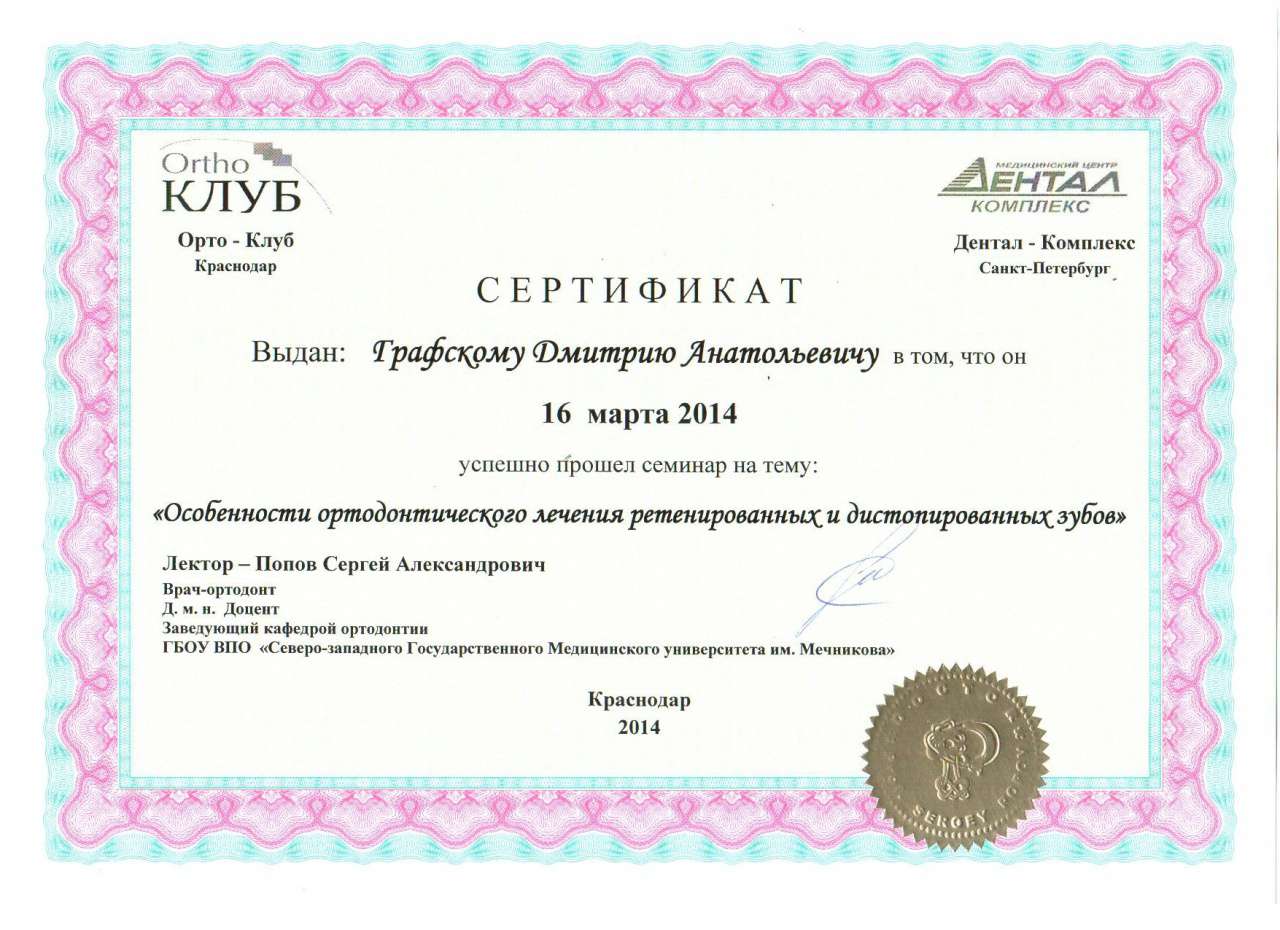 Ortho
КЛУБ
Орто - Клуб
Краснодар
МЕДИЦИНСКИЙ ЦЕНТР
ДЕНТАЛ
КОМПЛЕКС
Дентал - Комплекс
Санкт-Петербург
СЕРТИФИКАТ
Выдан: Графскому Дмитрию Анатольевичу в том, что он
16 марта 2014
успешно прошел семинар на тему:
«Особенности ортодонтического лечения ретенированных и дистопированных зубов»
Лектор – Попов Сергей Александрович
Врач-ортодонт
Д. м. н. Доцент
Заведующий кафедрой ортодонтии
ГБОУ ВПО «Северо-западного Государственного Медицинского университета им. Мечникова»
Краснодар
2014
SERGEY